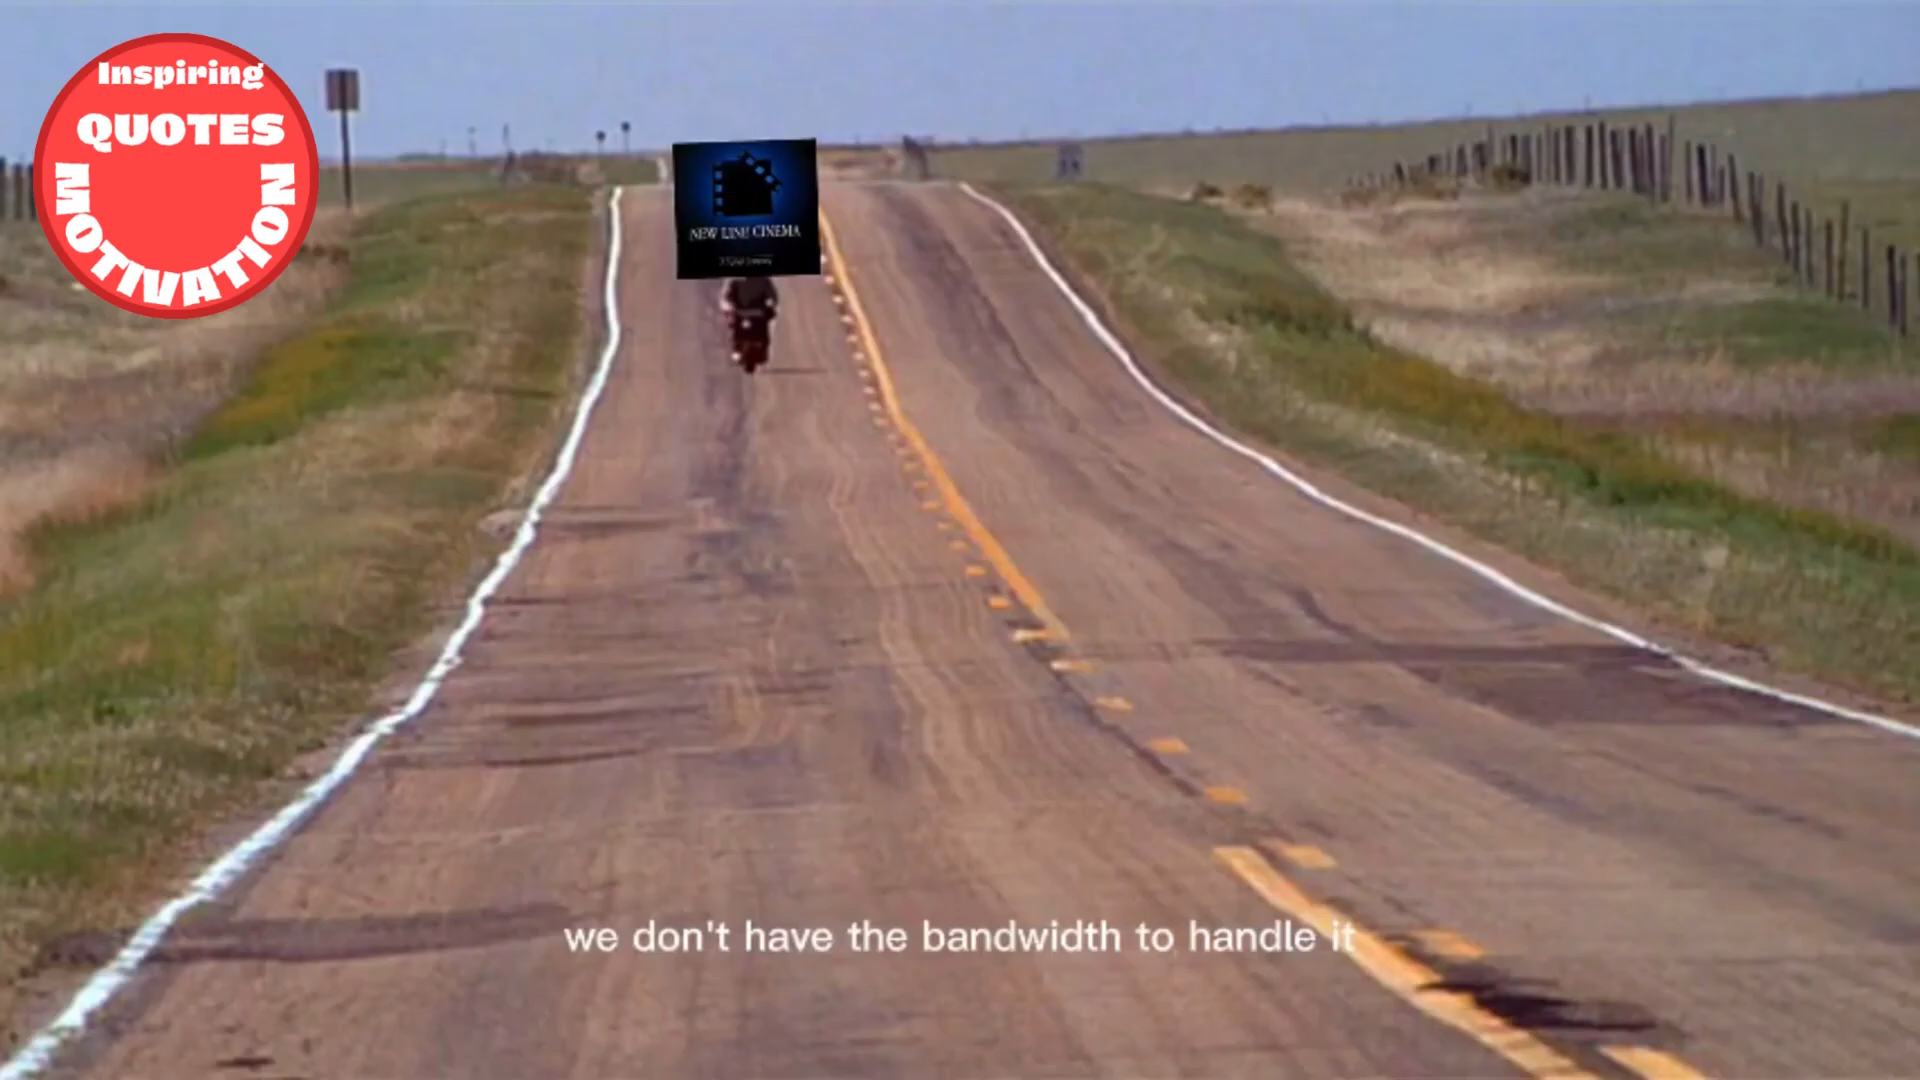 Inspiring
QUOTES
MOTIVATION
NEW LINE CINEMA
we don't have the bandwidth to handle it